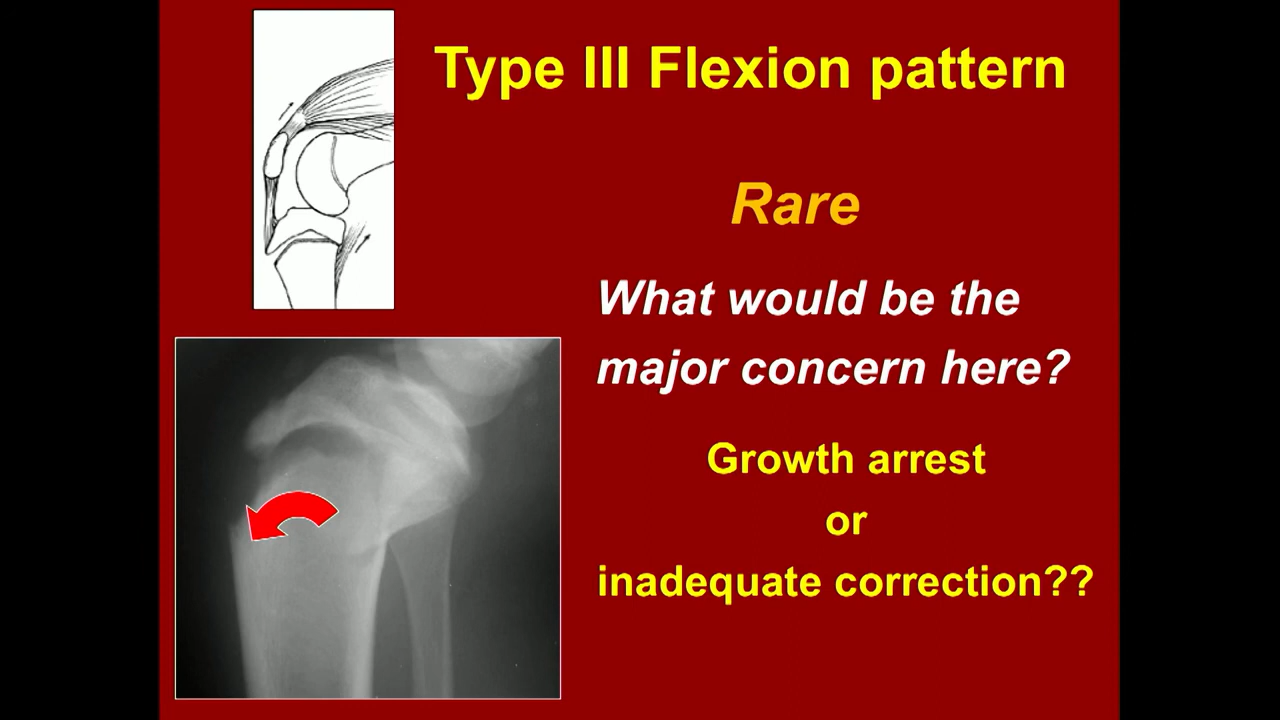 Type III Flexion pattern
Rare
What would be the
major concern here?
Growth arrest
or
inadequate correction??